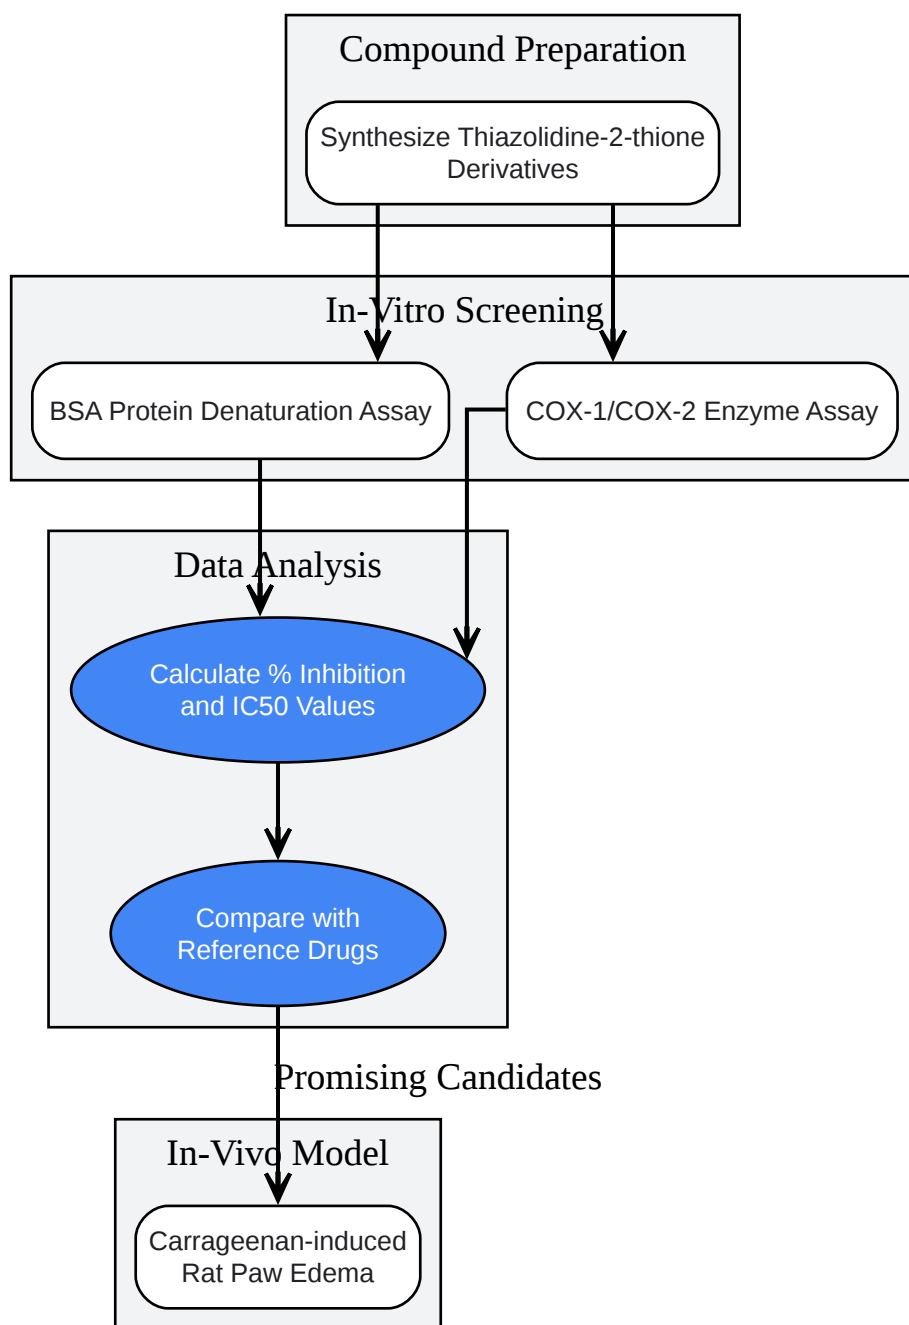 Compound Preparation
Synthesize Thiazolidine-2-thione
Derivatives
In-Vitro Screening
BSA Protein Denaturation Assay
COX-1/COX-2 Enzyme Assay
Data Analysis
Calculate % Inhibition
and IC50 Values
Compare with
Reference Drugs
Promising Candidates
In-Vivo Model
Carrageenan-induced
Rat Paw Edema